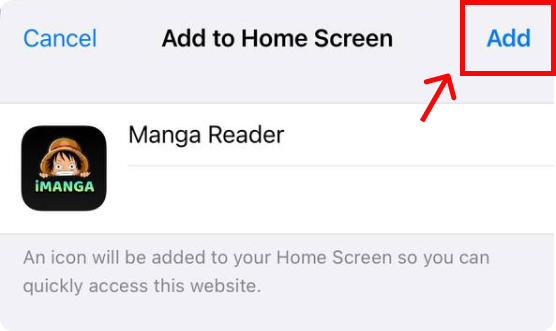 Cancel Add to Home Screen Add
Manga Reader
iMANGA
An icon will be added to your Home Screen so you can
quickly access this website.